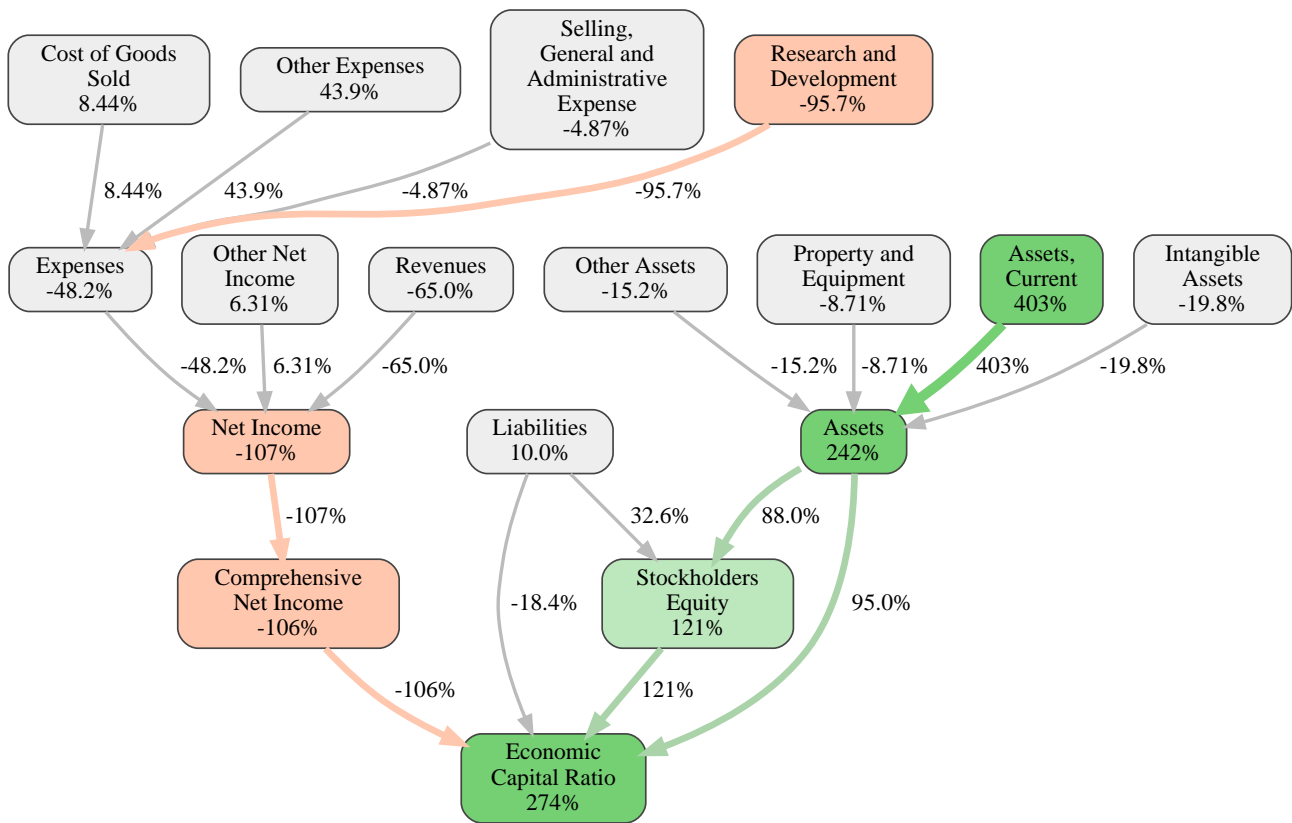 Cost of Goods
Sold
8.44%
Other Expenses
43.9%
Selling,
General and
Administrative
Expense
-4.87%
Research and
Development
-95.7%
8.44%
43.9%
-4.87%
-95.7%
Expenses
-48.2%
Other Net
Income
6.31%
Revenues
-65.0%
Other Assets
-15.2%
Property and
Equipment
-8.71%
Assets,
Current
403%
Intangible
Assets
-19.8%
-48.2%
6.31%
-65.0%
-15.2%
-8.71%
403%
-19.8%
Net Income
-107%
Liabilities
10.0%
Assets
242%
-107%
32.6%
88.0%
Comprehensive
Net Income
-106%
-18.4%
Stockholders
Equity
121%
95.0%
-106%
121%
Economic
Capital Ratio
274%